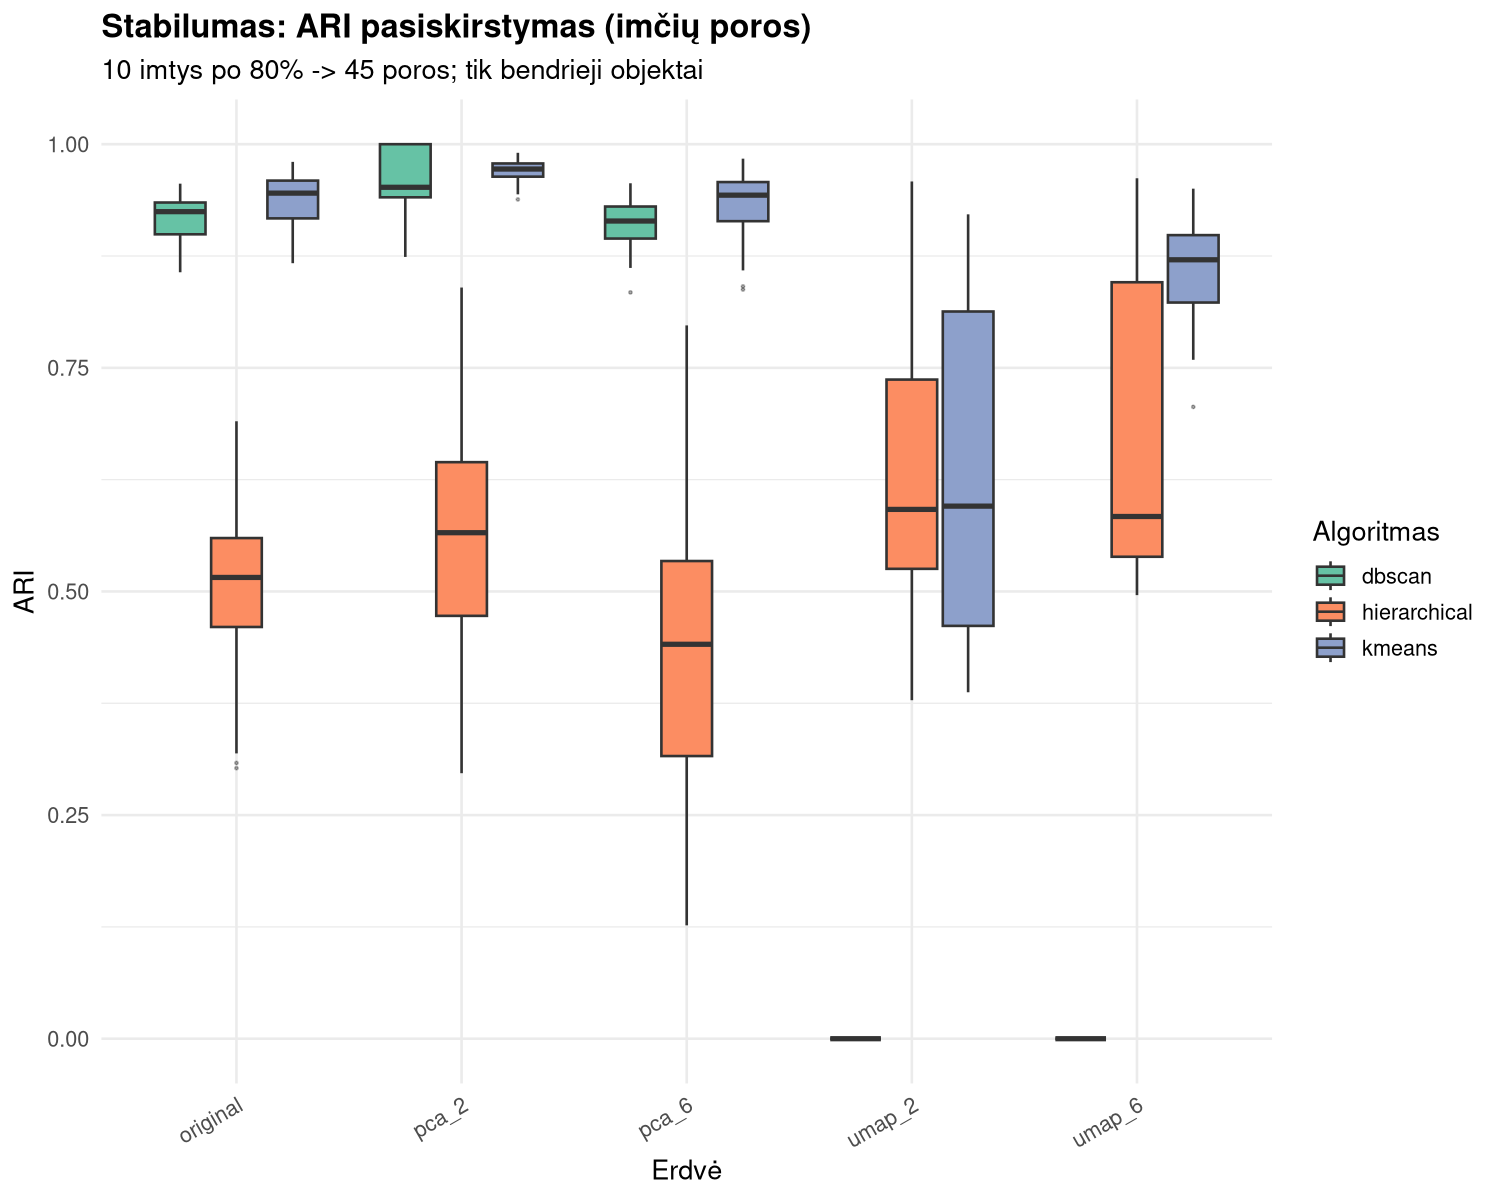 Stabilumas: ARI pasiskirstymas (imčių poros)
10 imtys po 80% -> 45 poros; tik bendrieji objektai
ARI
1.00
0.75
0.50
0.25
0.00
original
pca_2
pca_6
umap_2
umap_6
Erdvė
Algoritmas
dbscan
hierarchical
kmeans